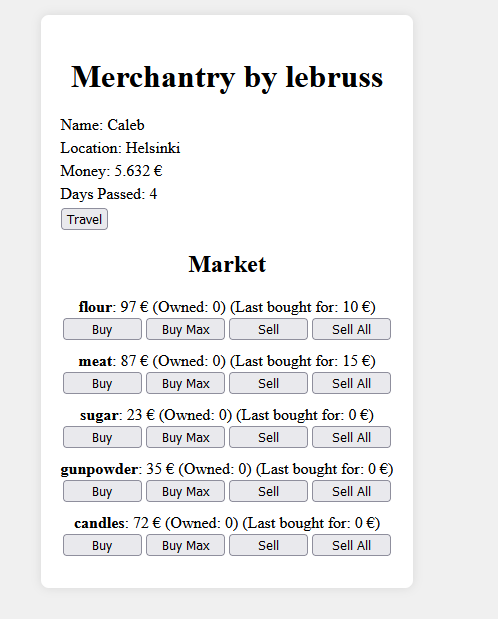 Merchantry by lebruss
Name: Caleb
Location: Helsinki
Money: 5.632 €
Days Passed: 4
Travel
Market
flour: 97 € (Owned: 0) (Last bought for: 10 €)
Buy Buy Max Sell Sell All
meat: 87 € (Owned: 0) (Last bought for: 15 €)
Buy Buy Max Sell Sell All
sugar: 23 € (Owned: 0) (Last bought for: 0 €)
Buy Buy Max Sell Sell All
gunpowder: 35 € (Owned: 0) (Last bought for: 0 €)
Buy Buy Max Sell Sell All
candles: 72 € (Owned: 0) (Last bought for: 0 €)
Buy Buy Max Sell Sell All